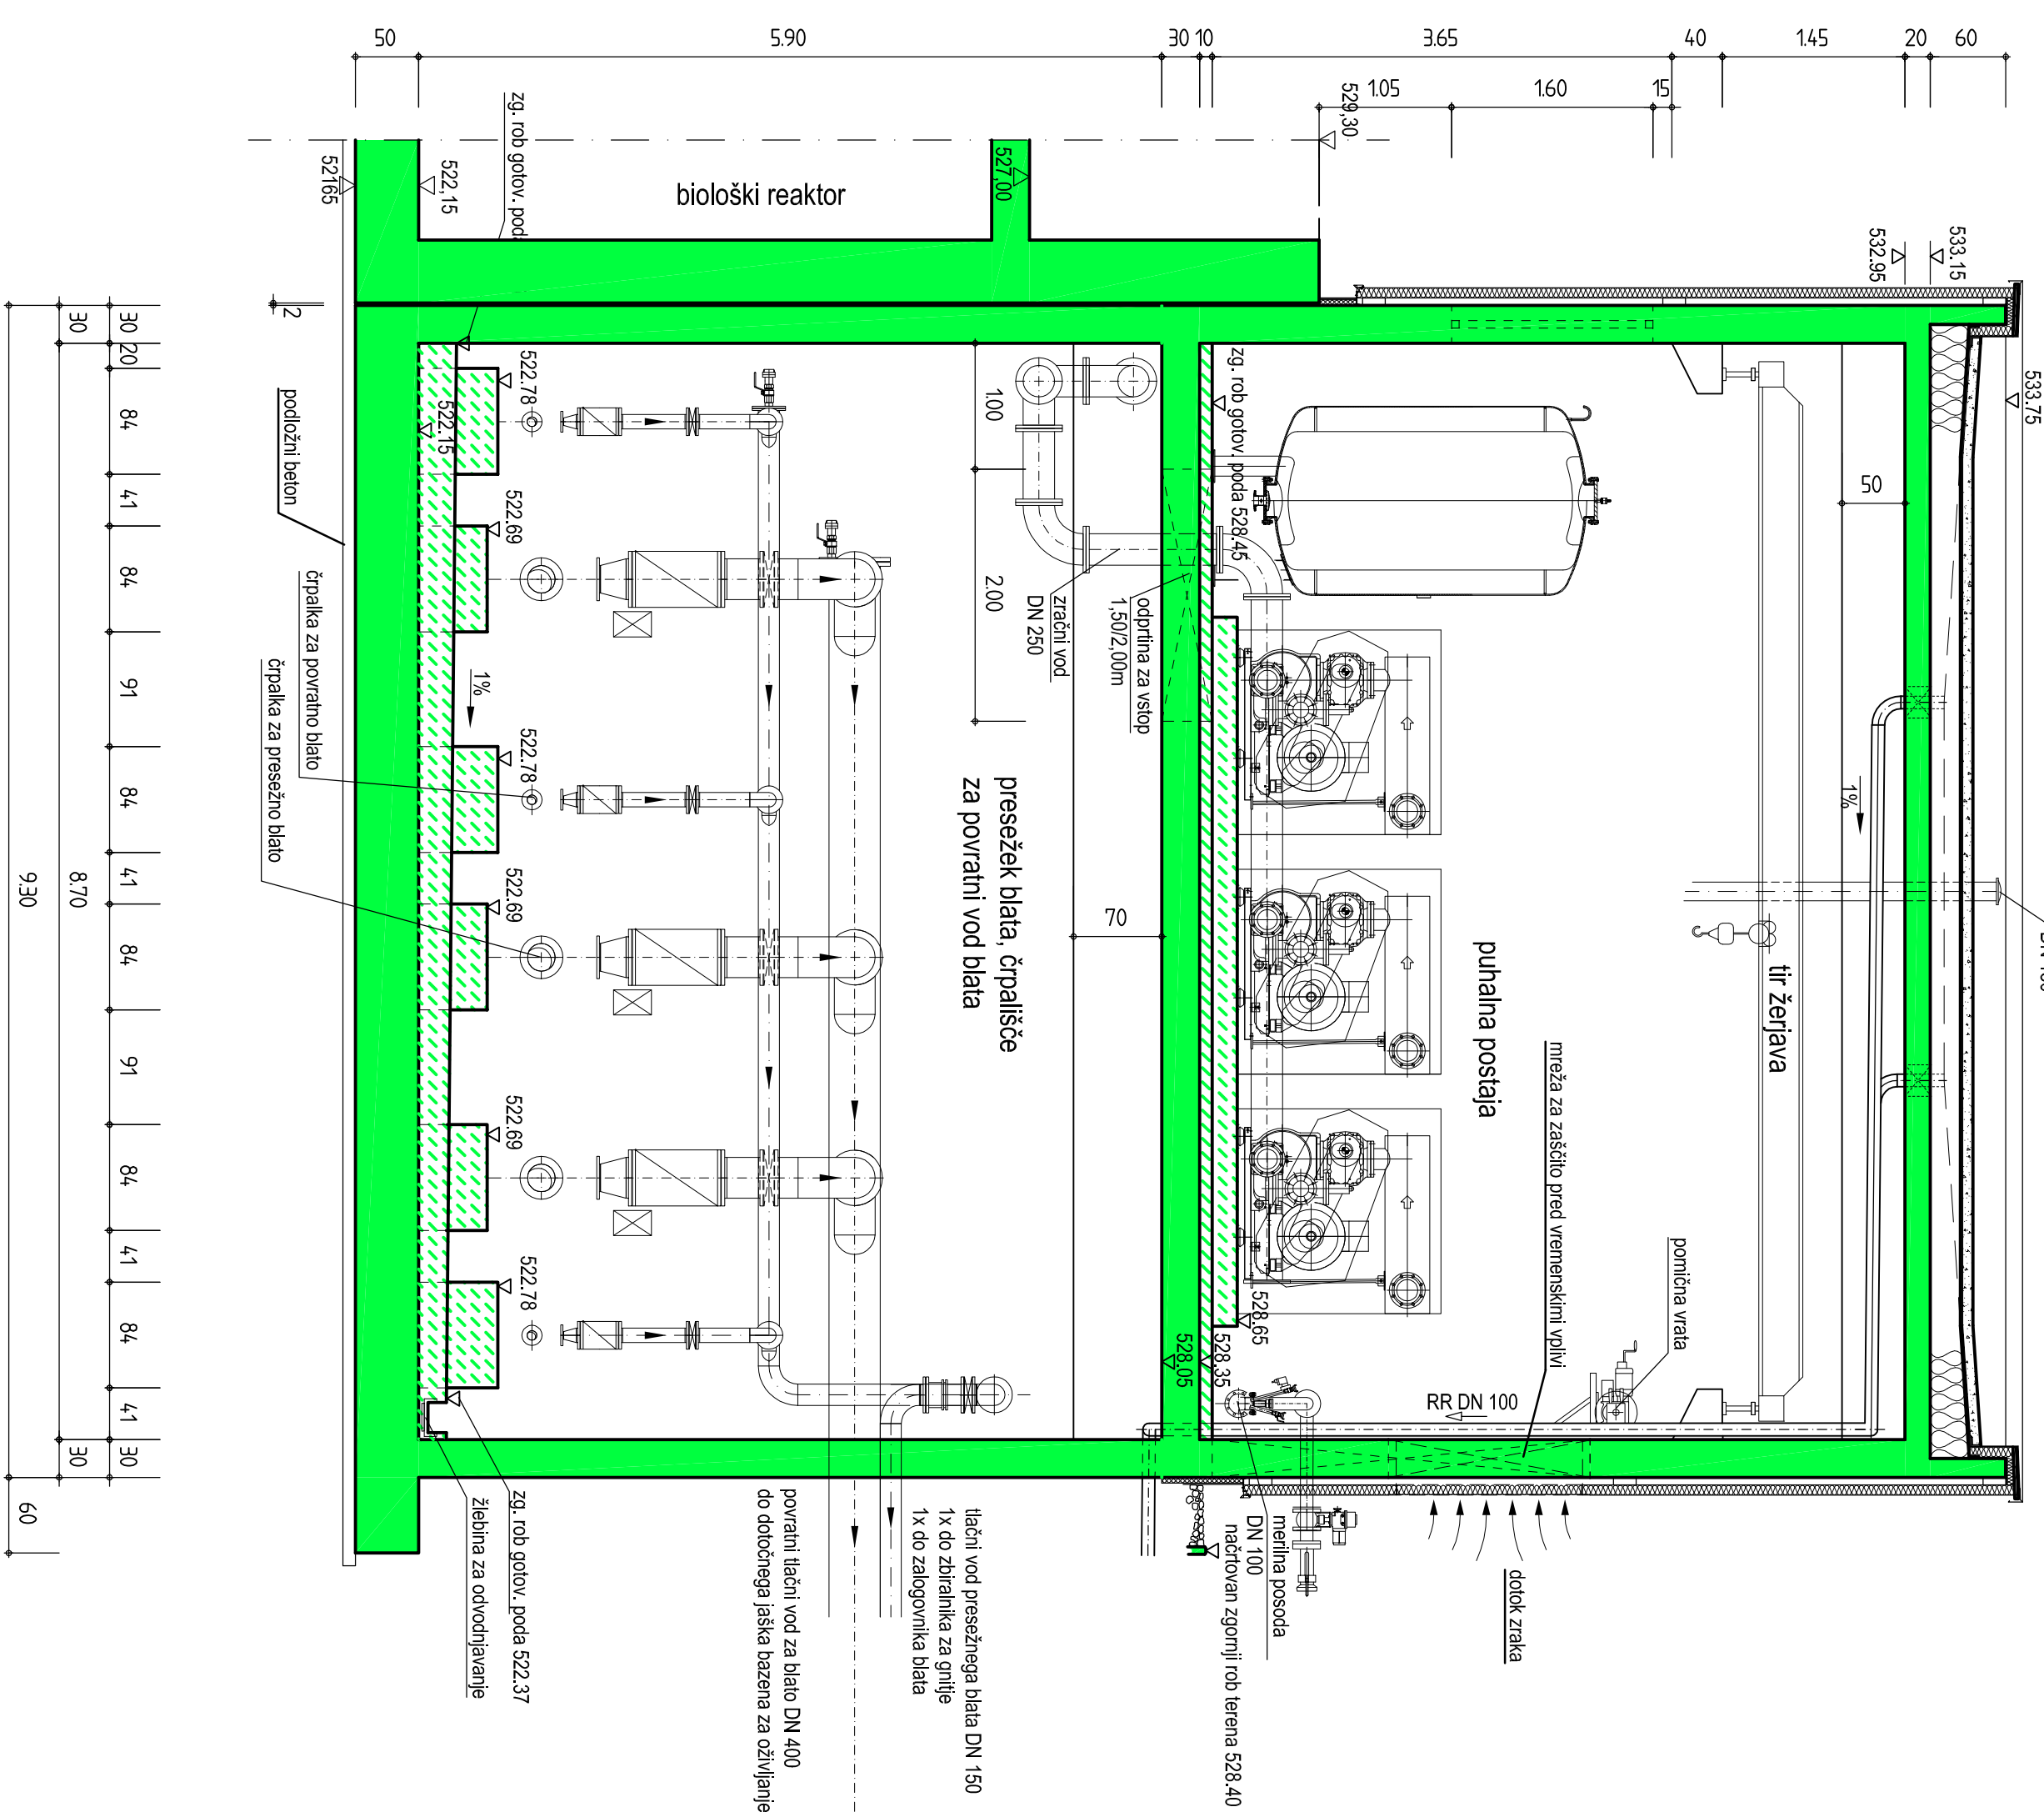 50
5.90
30
10
3.65
40
1.45
20
60
1.05
1.60
15
529,30
zg. rob gotov. poda
522,15
52165
biološki reaktor
527,00
533.15
532.95
533.75
2
30
30
20
84
41
84
91
84
41
84
91
84
41
84
41
30
30
8.70
30
9.30
60
podložni beton
522.78
522.15
522.69
1%
522.78
522.69
522.69
522.78
črpalka za povratno blato
črpalka za presežno blato
1.00
2.00
zračni vod
DN 250
odprtina za vstop
1,50/2,00m
zg. rob gotov. poda 528.45
50
70
presežek blata, črpališče
za povratni vod blata
puhalna postaja
tir žerjava
1%
mreža za zaščito pred vremenskimi vplivi
pomična vrata
528.65
528.35
528.05
RR DN 100
merilna posoda
DN 100
načrtovan zgornji rob terena 528.40
dotok zraka
tlačni vod presežnega blata DN 150
1x do zbiralnika za gnitje
1x do zalogovnika blata
povratni tlačni vod za blato DN 400
do dotočnega jaška bazena za oživljanje
zg. rob gotov. poda 522.37
žlebina za odvodnjavanje